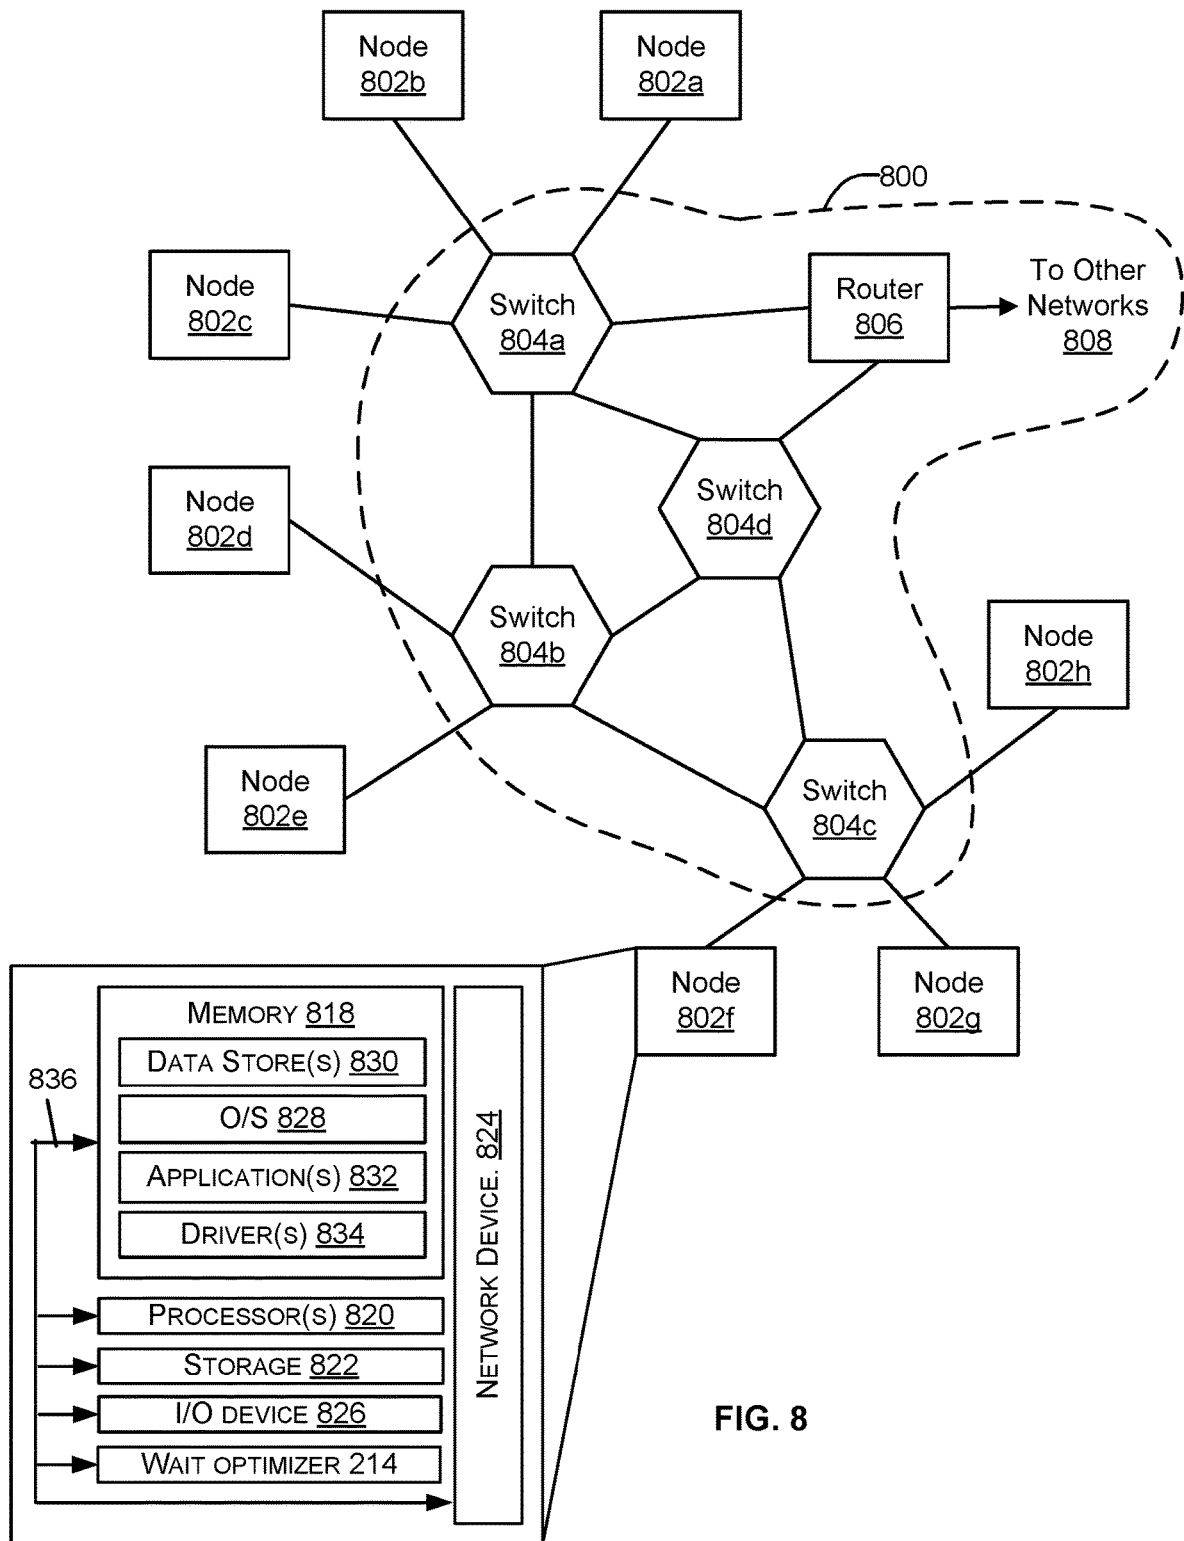 Node
802b
Node
802a
800
Node
802c
Switch
804a
Router
806
To Other
Networks
808
Node
802d
Switch
804d
Switch
804b
Node
802h
Node
802e
Switch
804c
Node
802f
Node
802g
MEMORY 818
DATA STORE(S) 830
836
O/S 828
APPLICATION(S) 832
DRIVER(S) 834
NETWORK DEVICE. 824
PROCESSOR(S) 820
STORAGE 822
I/O DEVICE 826
WAIT OPTIMIZER 214
FIG. 8